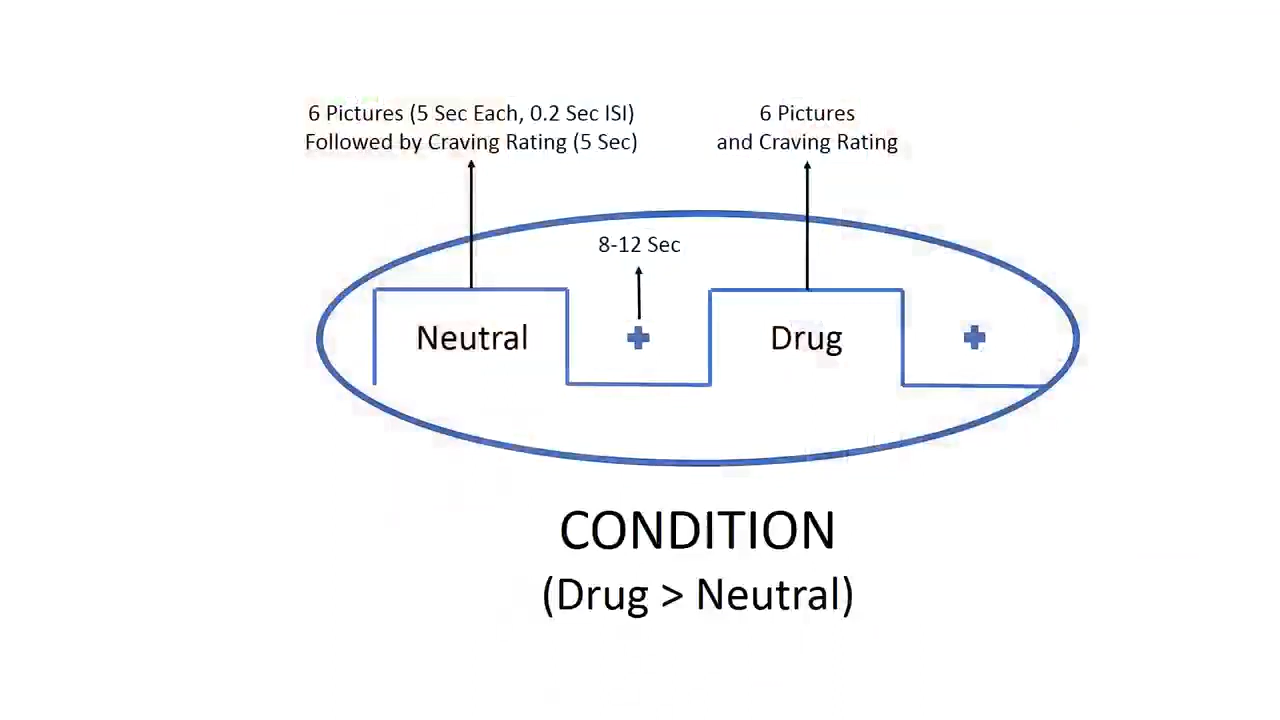 6 Pictures (5 Sec Each, 0.2 Sec ISI)
Followed by Craving Rating (5 Sec)
6 Pictures
and Craving Rating
8-12 Sec
Neutral
Drug
CONDITION
(Drug > Neutral)